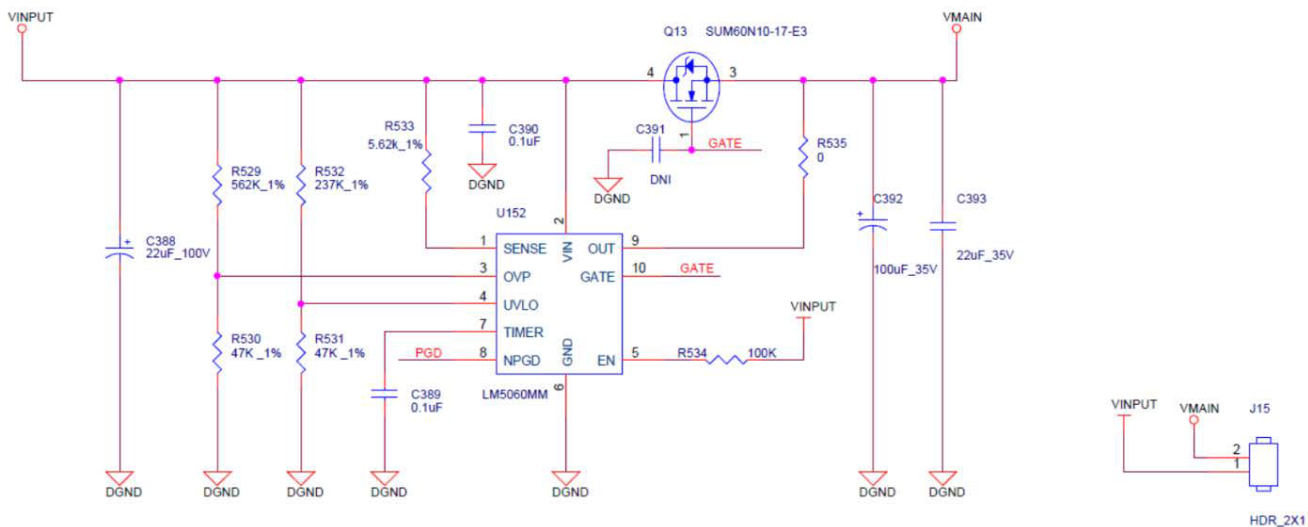 VINPUT
VMAIN
Q13 SUM60N10-17-E3
4
3
1
R533
5.62k_1%
C390
0.1uF
C391
GATE
DNI
DGND
DGND
R535
0
R529
562K_1%
R532
237K_1%
C388
22uF_100V
U152
2
1
SENSE
VIN
OUT
9
3
OVP
GATE
10
GATE
4
UVLO
7
TIMER
PGD
8
NPGD
GND
EN
5
R534
100K
VINPUT
6
LM5060MM
C392
100uF_35V
C393
22uF_35V
R530
47K _1%
R531
47K _1%
C389
0.1uF
DGND
DGND
DGND
DGND
DGND
DGND
DGND
VINPUT
VMAIN
J15
2
1
HDR_2X1